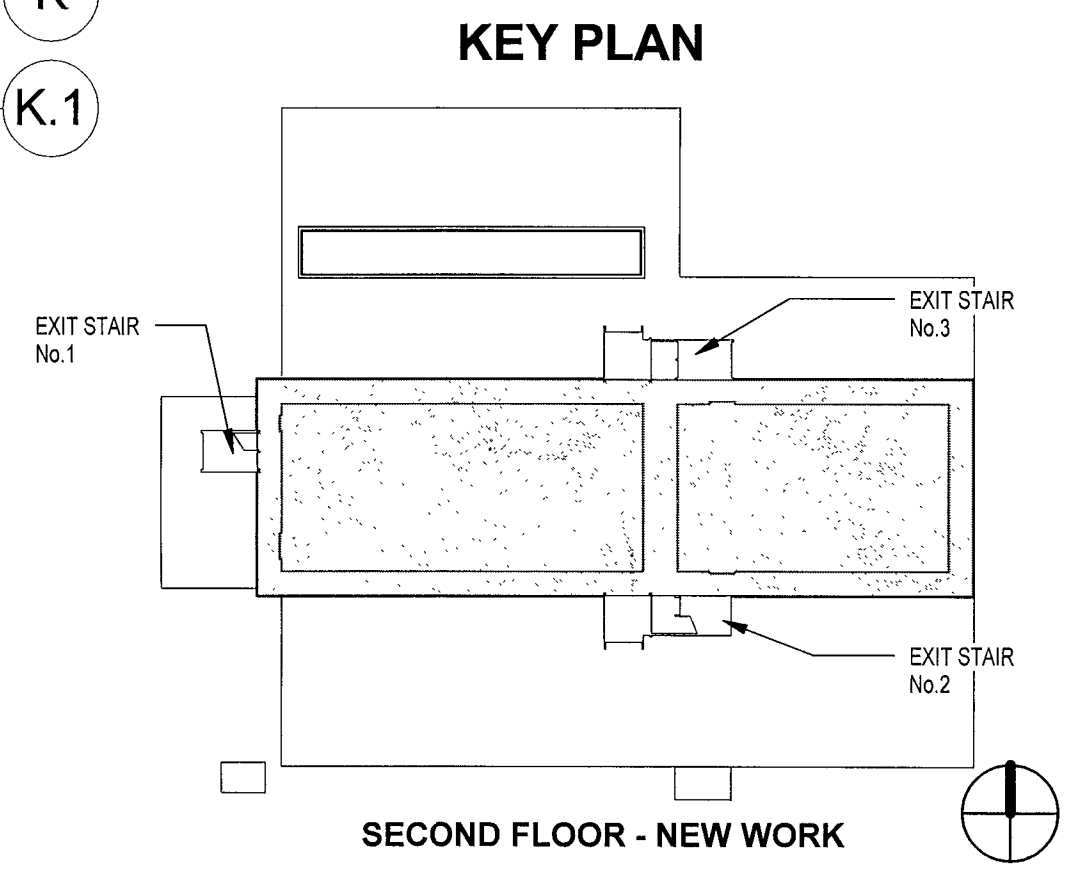 K
KEY PLAN
K.1
EXIT STAIR
No.3
EXIT STAIR
No.1
EXIT STAIR
No.2
SECOND FLOOR - NEW WORK